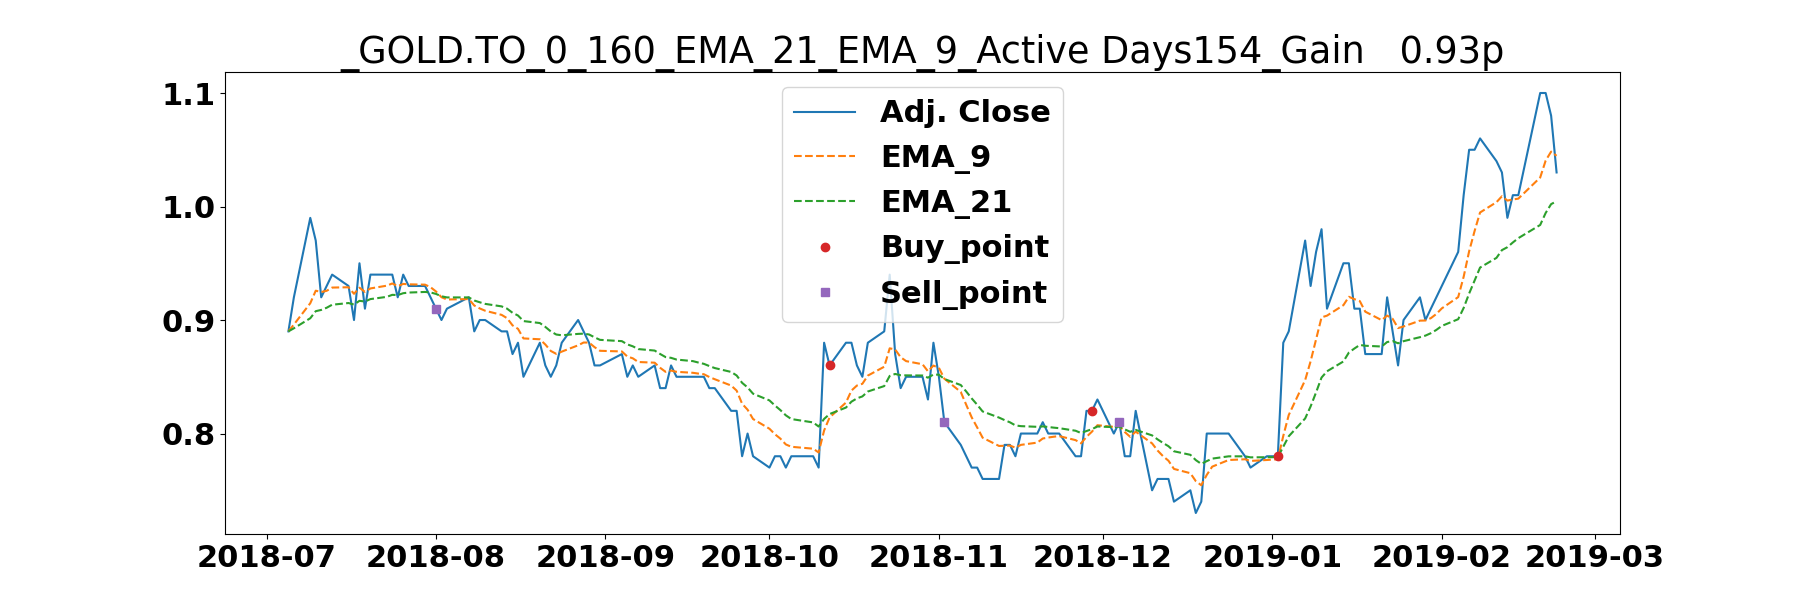 _GOLD.TO_0_160_EMA_21_EMA_9_Active Days154_Gain   0.93p
1.1
1.0
0.9
0.8
Adj. Close
EMA_9
EMA_21
Buy_point
Sell_point
2018-07 2018-08 2018-09 2018-10 2018-11 2018-12 2019-01 2019-02 2019-03